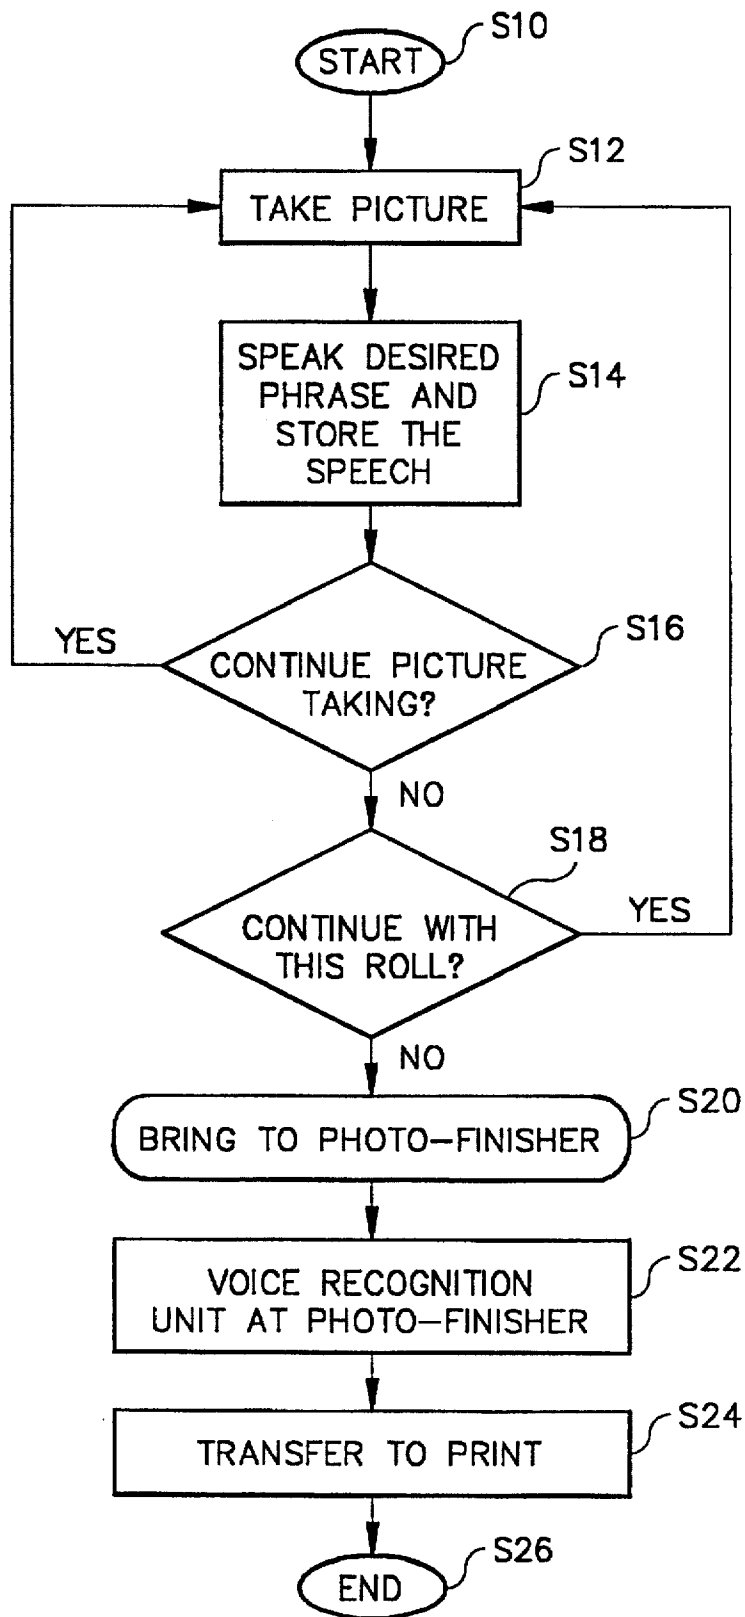 S10
START
S12
TAKE PICTURE
SPEAK DESIRED
PHRASE AND
STORE THE
SPEECH
S14
YES
S16
CONTINUE PICTURE
TAKING?
NO
S18
YES
CONTINUE WITH
THIS ROLL?
NO
S20
BRING TO PHOTO-FINISHER
S22
VOICE RECOGNITION
UNIT AT PHOTO-FINISHER
S24
TRANSFER TO PRINT
S26
END